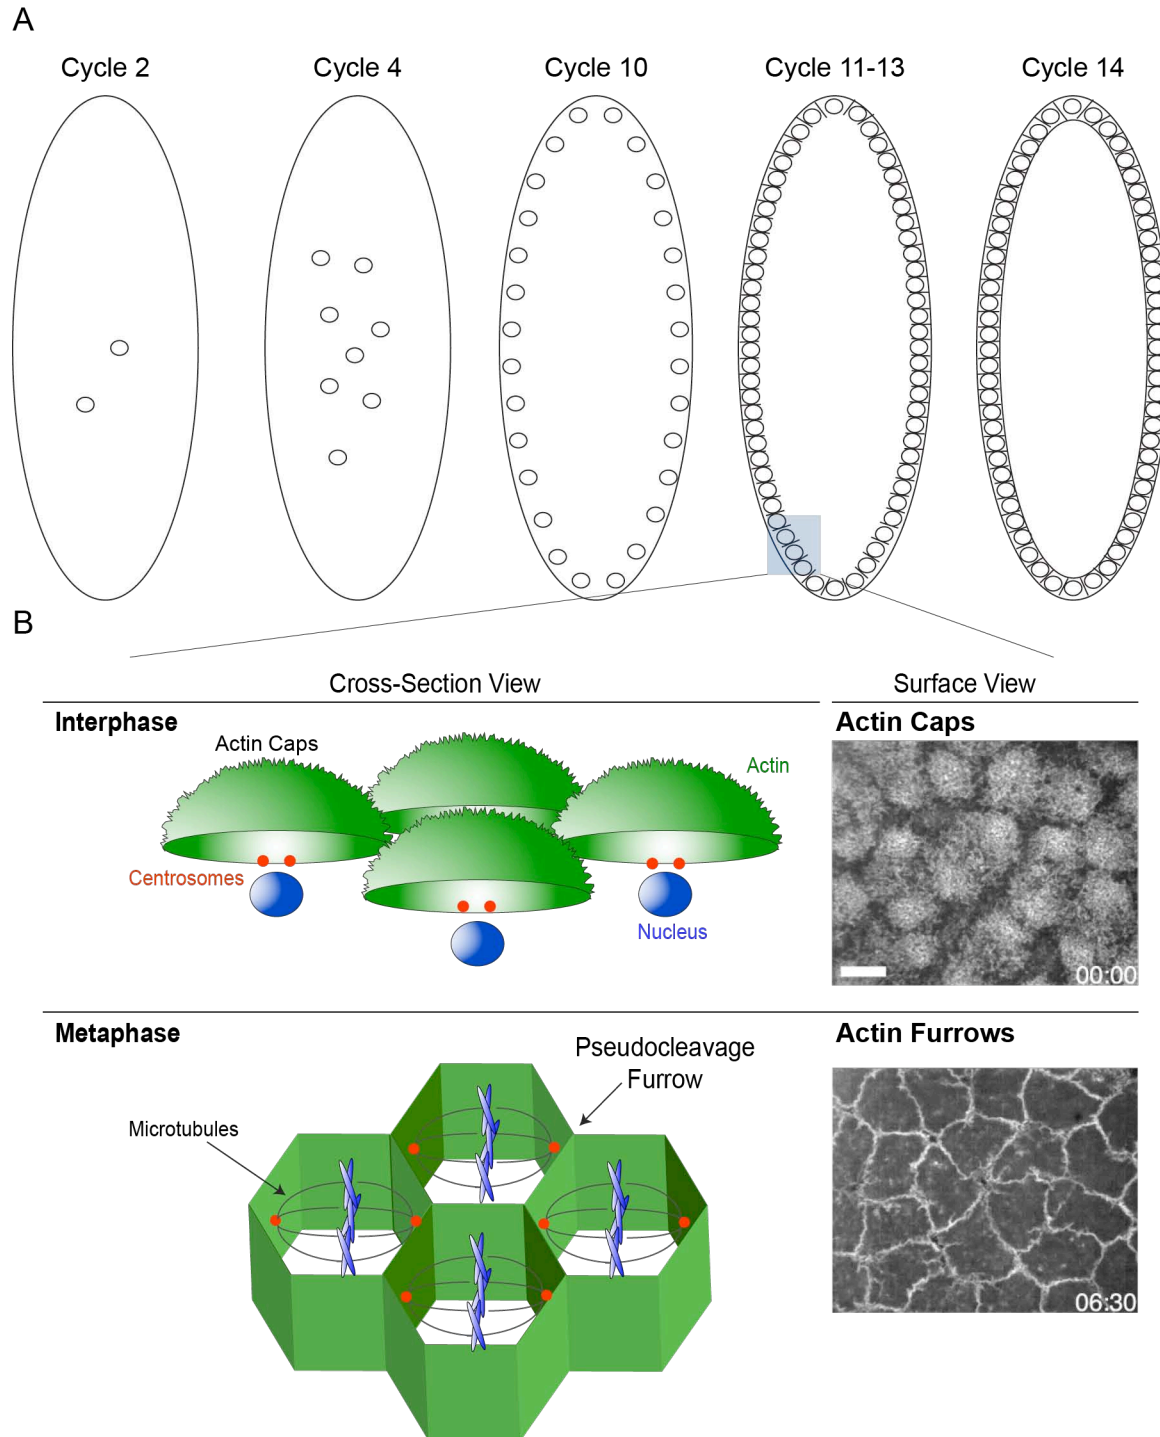 A
Cycle 2
Cycle 4
Cycle 10
Cycle 11-13
Cycle 14
B
Cross-Section View
Surface View
Interphase
Actin Caps
Actin Caps
Actin
Centrosomes
Nucleus
00:00
Metaphase
Actin Furrows
Pseudocleavage
Furrow
Microtubules
06:30